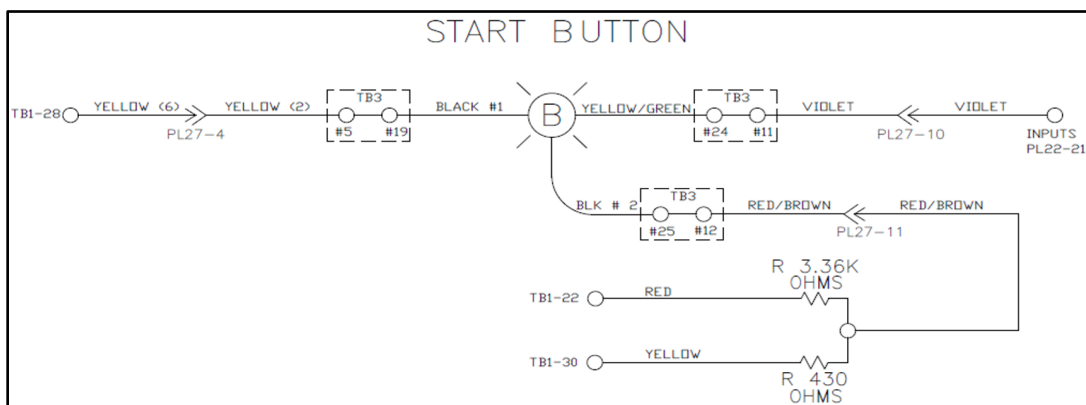 START BUTTON
TB1-28
YELLOW (6)
PL27-4
YELLOW (2)
TB3
#5
#19
BLACK #1
B
YELLOW/GREEN
TB3
#24
#11
VIOLET
PL27-10
VIOLET
INPUTS
PL22-21
BLK # 2
TB3
#25
#12
RED/BROWN
PL27-11
RED/BROWN
R 3.36K
OHMS
TB1-22
RED
TB1-30
YELLOW
R 430
OHMS